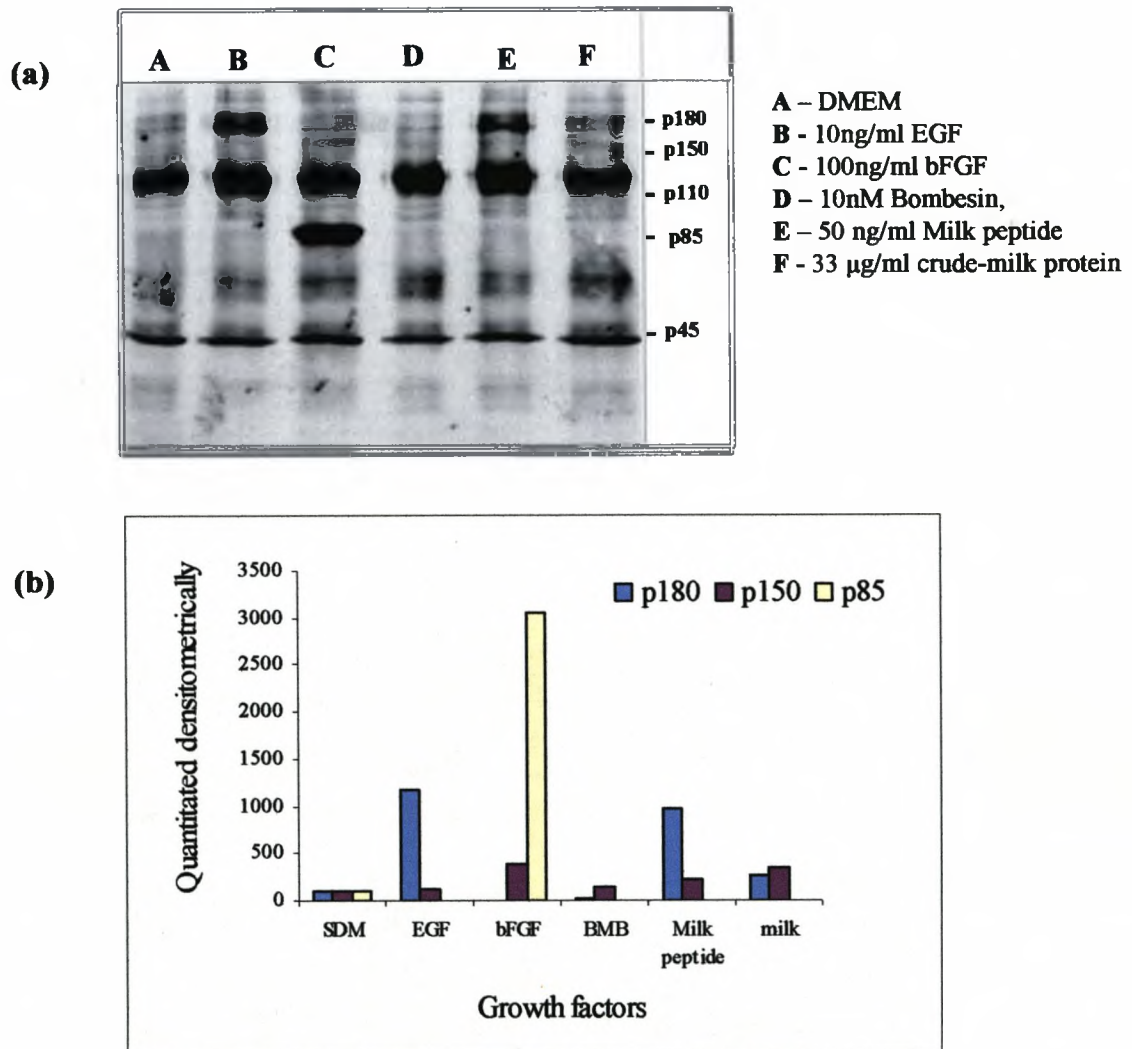 (a)
A B C D E F
- p180
- p150
- p110
- p85
- p45
A – DMEM
B - 10ng/ml EGF
C - 100ng/ml bFGF
D - 10nM Bombesin,
E – 50 ng/ml Milk peptide
F - 33 μg/ml crude-milk protein
(b)
Quantitated densitometrically
3500
3000
2500
2000
1500
1000
500
0
p180 p150 p85
SDM EGF bFGF BMB Milk peptide milk
Growth factors